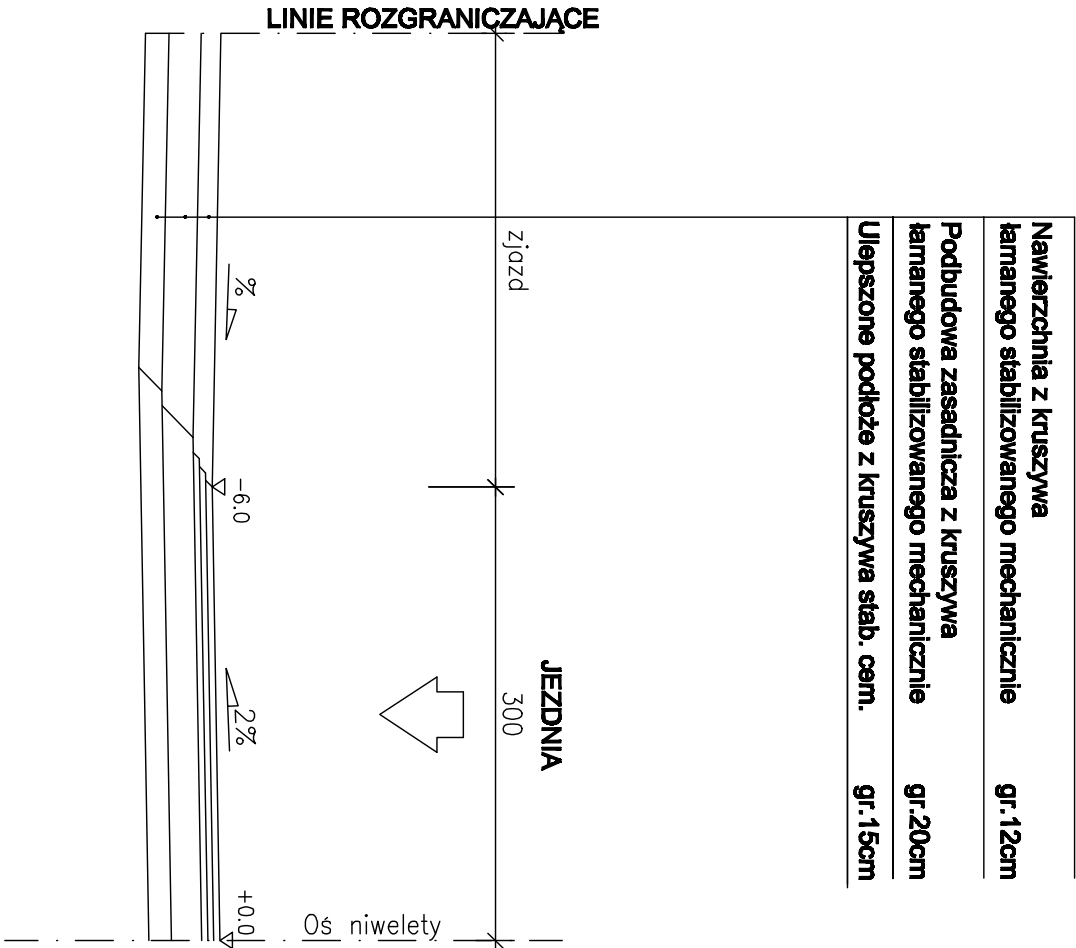 LINIE ROZGRANICZAJĄCE
Nawierzchnia z kruszywa
łamanego stabilizowanego mechanicznie gr.12cm
Podbudowa zasadnicza z kruszywa
łamanego stabilizowanego mechanicznie gr.20cm
Ulepszone podłoże z kruszywa stab. cem. gr.15cm
zjazd
JEZDNIA
300
%
-6.0
2%
+0.0
Oś niwelety